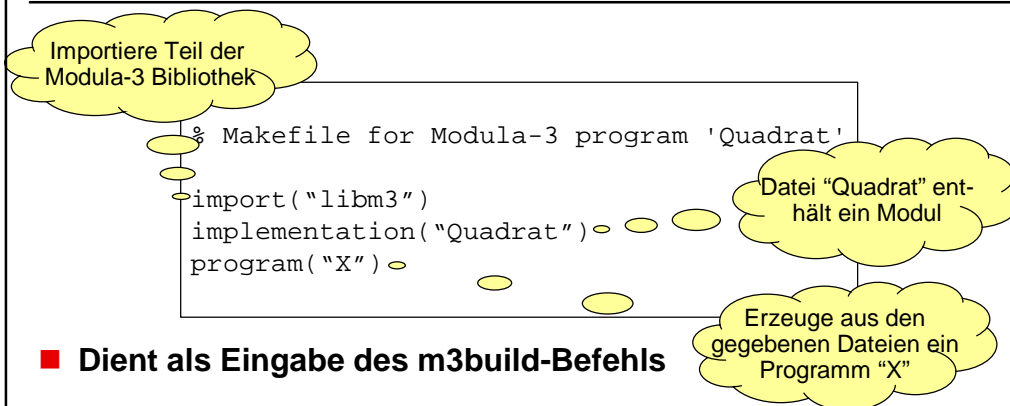 Importiere Teil der
Modula-3 Bibliothek
% Makefile for Modula-3 program 'Quadrat'
import(“libm3”)
implementation(“Quadrat”)
program(“X”)
Datei “Quadrat” ent-
hält ein Modul
Erzeuge aus den
gegebenen Dateien ein
Programm “X”
Dient als Eingabe des m3build-Befehls